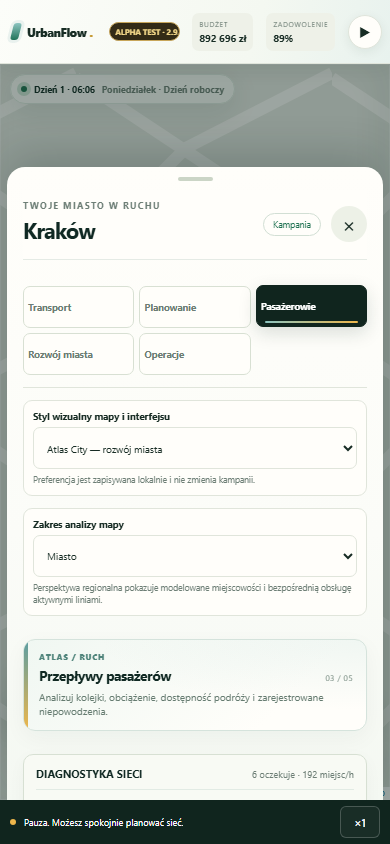 UrbanFlow.
ALPHA TEST · 2.9
BUDŻET
892 696 zł
ZADOWOLENIE
89%
Dzień 1 · 06:06 Poniedziałek · Dzień roboczy
TWOJE MIASTO W RUCHU
Kraków
Kampania
×
Transport
Planowanie
Pasażerowie
Rozwój miasta
Operacje
Styl wizualny mapy i interfejsu
Atlas City — rozwój miasta
Preferencja jest zapisywana lokalnie i nie zmienia kampanii.
Zakres analizy mapy
Miasto
Perspektywa regionalna pokazuje modelowane miejscowości i bezpośrednią obsługę
aktywnymi liniami.
ATLAS / RUCH
Przepływy pasażerów
03 / 05
Analizuj kolejki, obciążenie, dostępność podróży i zarejestrowane
niepowodzenia.
DIAGNOSTYKA SIECI
6 oczekuje · 192 miejsc/h
Pauza. Możesz spokojnie planować sieć.
×1